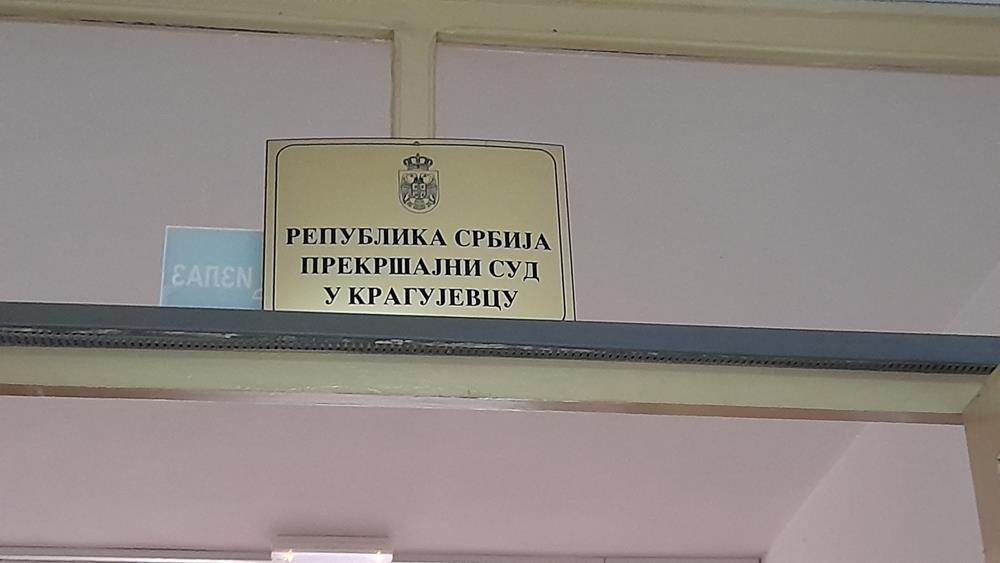 РЕПУБЛИКА СРБИЈА
ПРЕКРШАЈНИ СУД
У КРАГУЈЕВЦУ